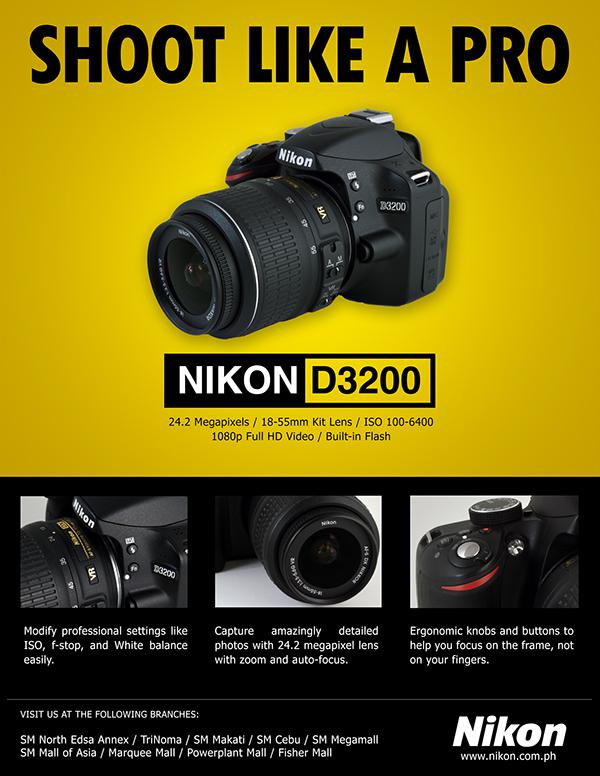 SHOOT LIKE A PRO
Nikon
D3200
VR
NIKON D3200
24.2 Megapixels / 18-55mm Kit Lens / ISO 100-6400
1080p Full HD Video / Built-in Flash
Nikon
VR
D3200
Nikon
Modify professional settings like
ISO, f-stop, and White balance
easily.
Capture amazingly detailed
photos with 24.2 megapixel lens
with zoom and auto-focus.
Ergonomic knobs and buttons to
help you focus on the frame, not
on your fingers.
VISIT US AT THE FOLLOWING BRANCHES:
SM North Edsa Annex / TriNoma / SM Makati / SM Cebu / SM Megamall
SM Mall of Asia / Marquee Mall / Powerplant Mall / Fisher Mall
Nikon
www.nikon.com.ph